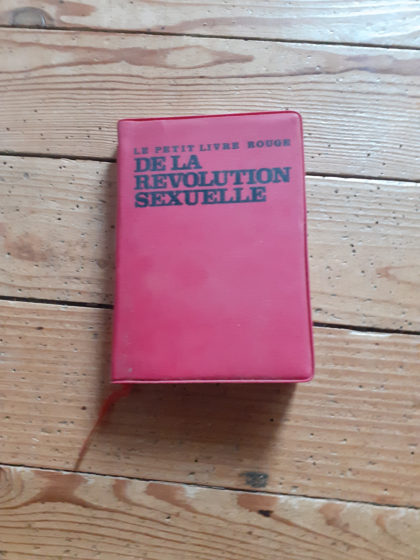 LE PETIT LIVRE ROUGE
DE LA
REVOLUTION
SEXUELLE